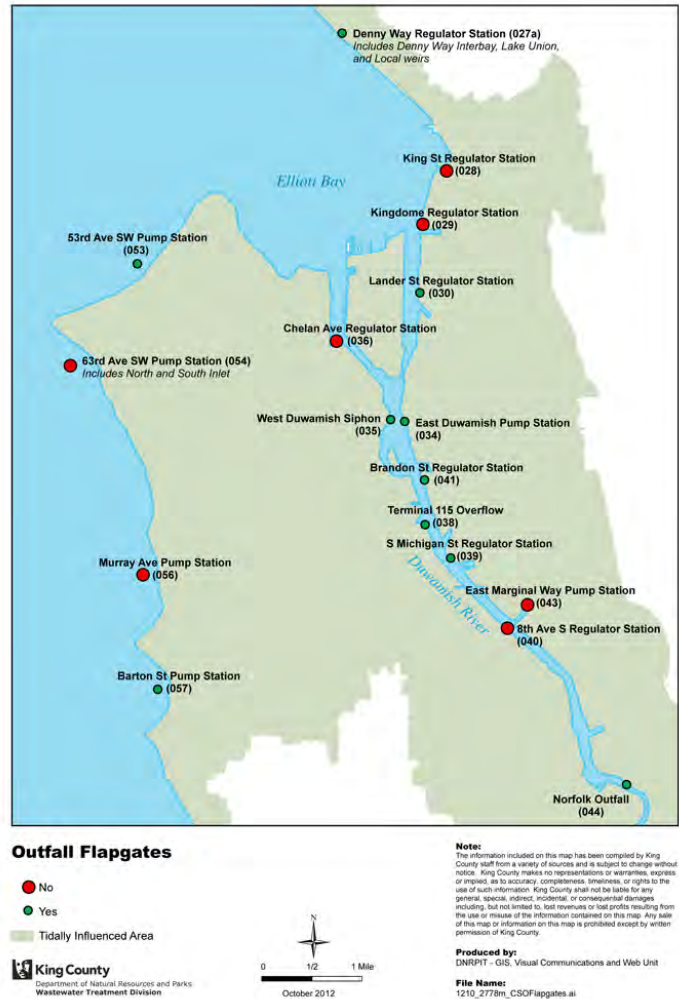 Denny Way Regulator Station (027a)
Includes Denny Way Interbay, Lake Union,
and Local weirs
King St Regulator Station
(028)
Elliott Bay
Kingdome Regulator Station
(029)
53rd Ave SW Pump Station
(053)
Lander St Regulator Station
(030)
Chelan Ave Regulator Station
(036)
63rd Ave SW Pump Station (054)
Includes North and South Inlet
West Duwamish Siphon
(035)
East Duwamish Pump Station
(034)
Brandon St Regulator Station
(041)
Terminal 115 Overflow
(038)
S Michigan St Regulator Station
(039)
Murray Ave Pump Station
(056)
Duwamish River
East Marginal Way Pump Station
(043)
8th Ave S Regulator Station
(040)
Barton St Pump Station
(057)
Norfolk Outfall
(044)
Outfall Flapgates
No
Yes
Tidally Influenced Area
King County
Department of Natural Resources and Parks
Wastewater Treatment Division
N
0 1/2 1 Mile
October 2012
Note:
The information included on this map has been compiled by King
County staff from a variety of sources and is subject to change without
notice. King County makes no representations or warranties, express
or implied, as to accuracy, completeness, timeliness, or rights to the
use of such information. King County shall not be liable for any
general, special, indirect, incidental, or consequential damages
including, but not limited to, lost revenues or lost profits resulting from
the use or misuse of the information contained on this map. Any sale
of this map or information on this map is prohibited except by written
permission of King County.
Produced by:
DNRPIT - GIS, Visual Communications and Web Unit
File Name:
1210_2778m_CSOFlapgates.ai